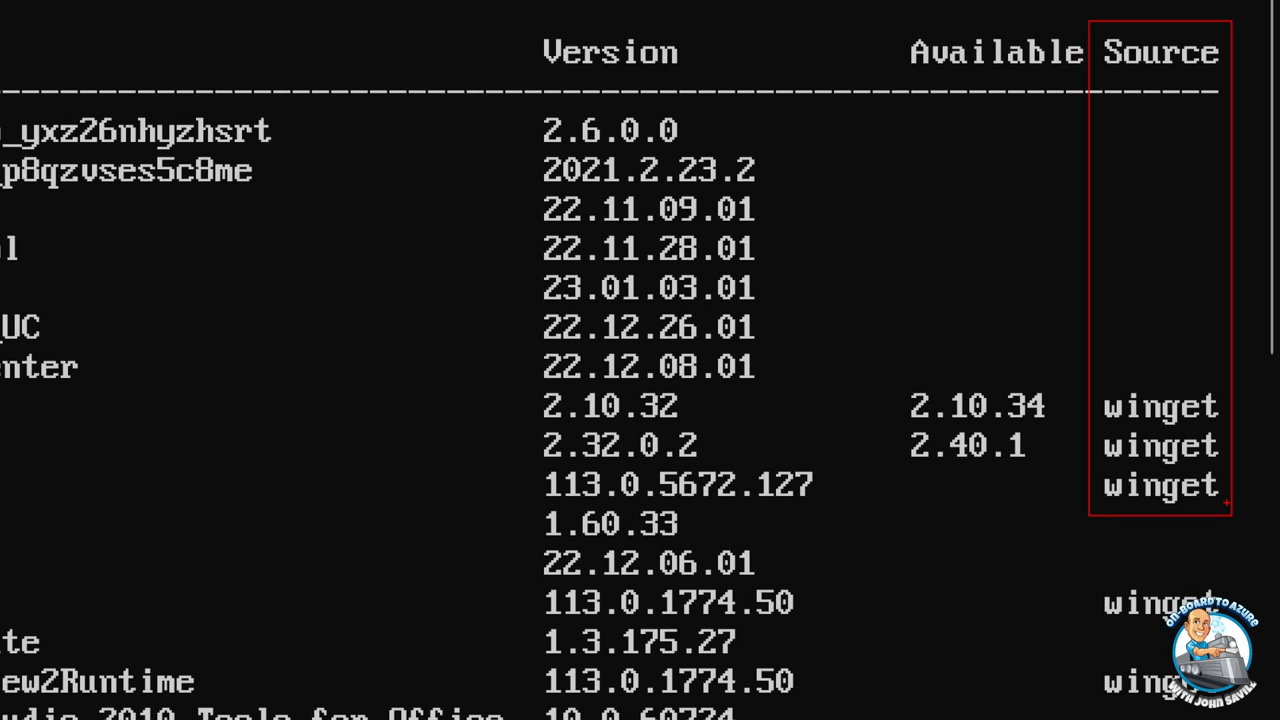 Version Available Source
_yxz26nhyzhsrt 2.6.0.0
p8qzvses5c8me 2021.2.23.2
22.11.09.01
l 22.11.28.01
23.01.03.01
_UC 22.12.26.01
enter 22.12.08.01
2.10.32 2.10.34 winget
2.32.0.2 2.40.1 winget
113.0.5672.127 winget
1.60.33
22.12.06.01
113.0.1774.50 winget
te 1.3.175.27
ew2Runtime 113.0.1774.50
2010 Tools for Office 10.0.60724
ON-BOARD TO AZURE
WITH JOHN SAVILL